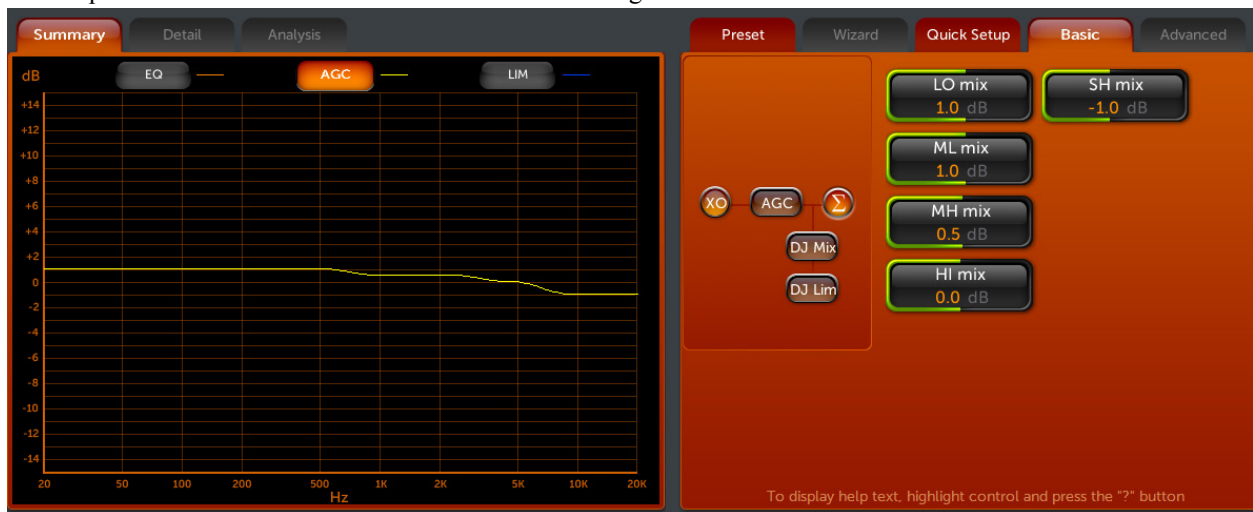 Summary Detail Analysis Preset Wizard Quick Setup Basic Advanced
dB EQ AGC LIM
+14
+12
+10
+8
+6
+4
+2
0
-2
-4
-6
-8
-10
-12
-14
20 50 100 200 500 1K 2K 5K 10K 20K
Hz
XO AGC Σ
DJ Mix
DJ Lim
LO mix
1.0 dB
SH mix
-1.0 dB
ML mix
1.0 dB
MH mix
0.5 dB
HI mix
0.0 dB
To display help text, highlight control and press the "?" button